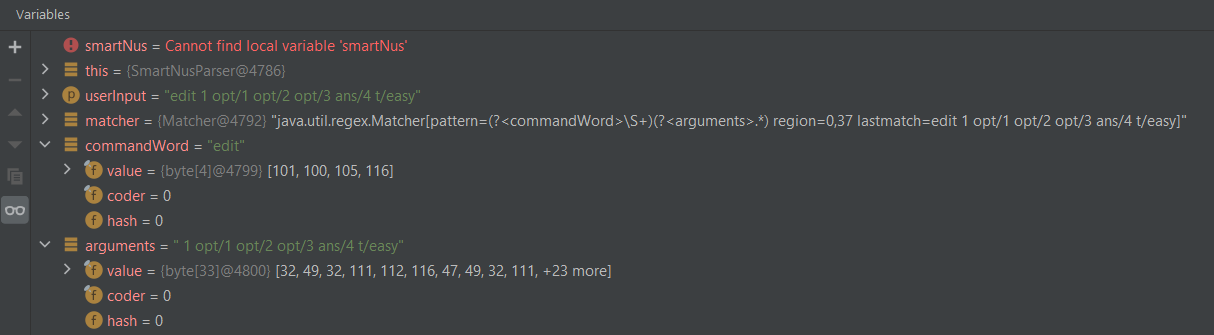 Variables
smartNus = Cannot find local variable 'smartNus'
this = {SmartNusParser@4786}
userInput = "edit 1 opt/1 opt/2 opt/3 ans/4 t/easy"
matcher = {Matcher@4792} "java.util.regex.Matcher[pattern=(?<commandWord>\S+)(?<arguments>.*) region=0,37 lastmatch=edit 1 opt/1 opt/2 opt/3 ans/4 t/easy]"
commandWord = "edit"
value = {byte[4]@4799} [101, 100, 105, 116]
coder = 0
hash = 0
arguments = " 1 opt/1 opt/2 opt/3 ans/4 t/easy"
value = {byte[33]@4800} [32, 49, 32, 111, 112, 116, 47, 49, 32, 111, +23 more]
coder = 0
hash = 0